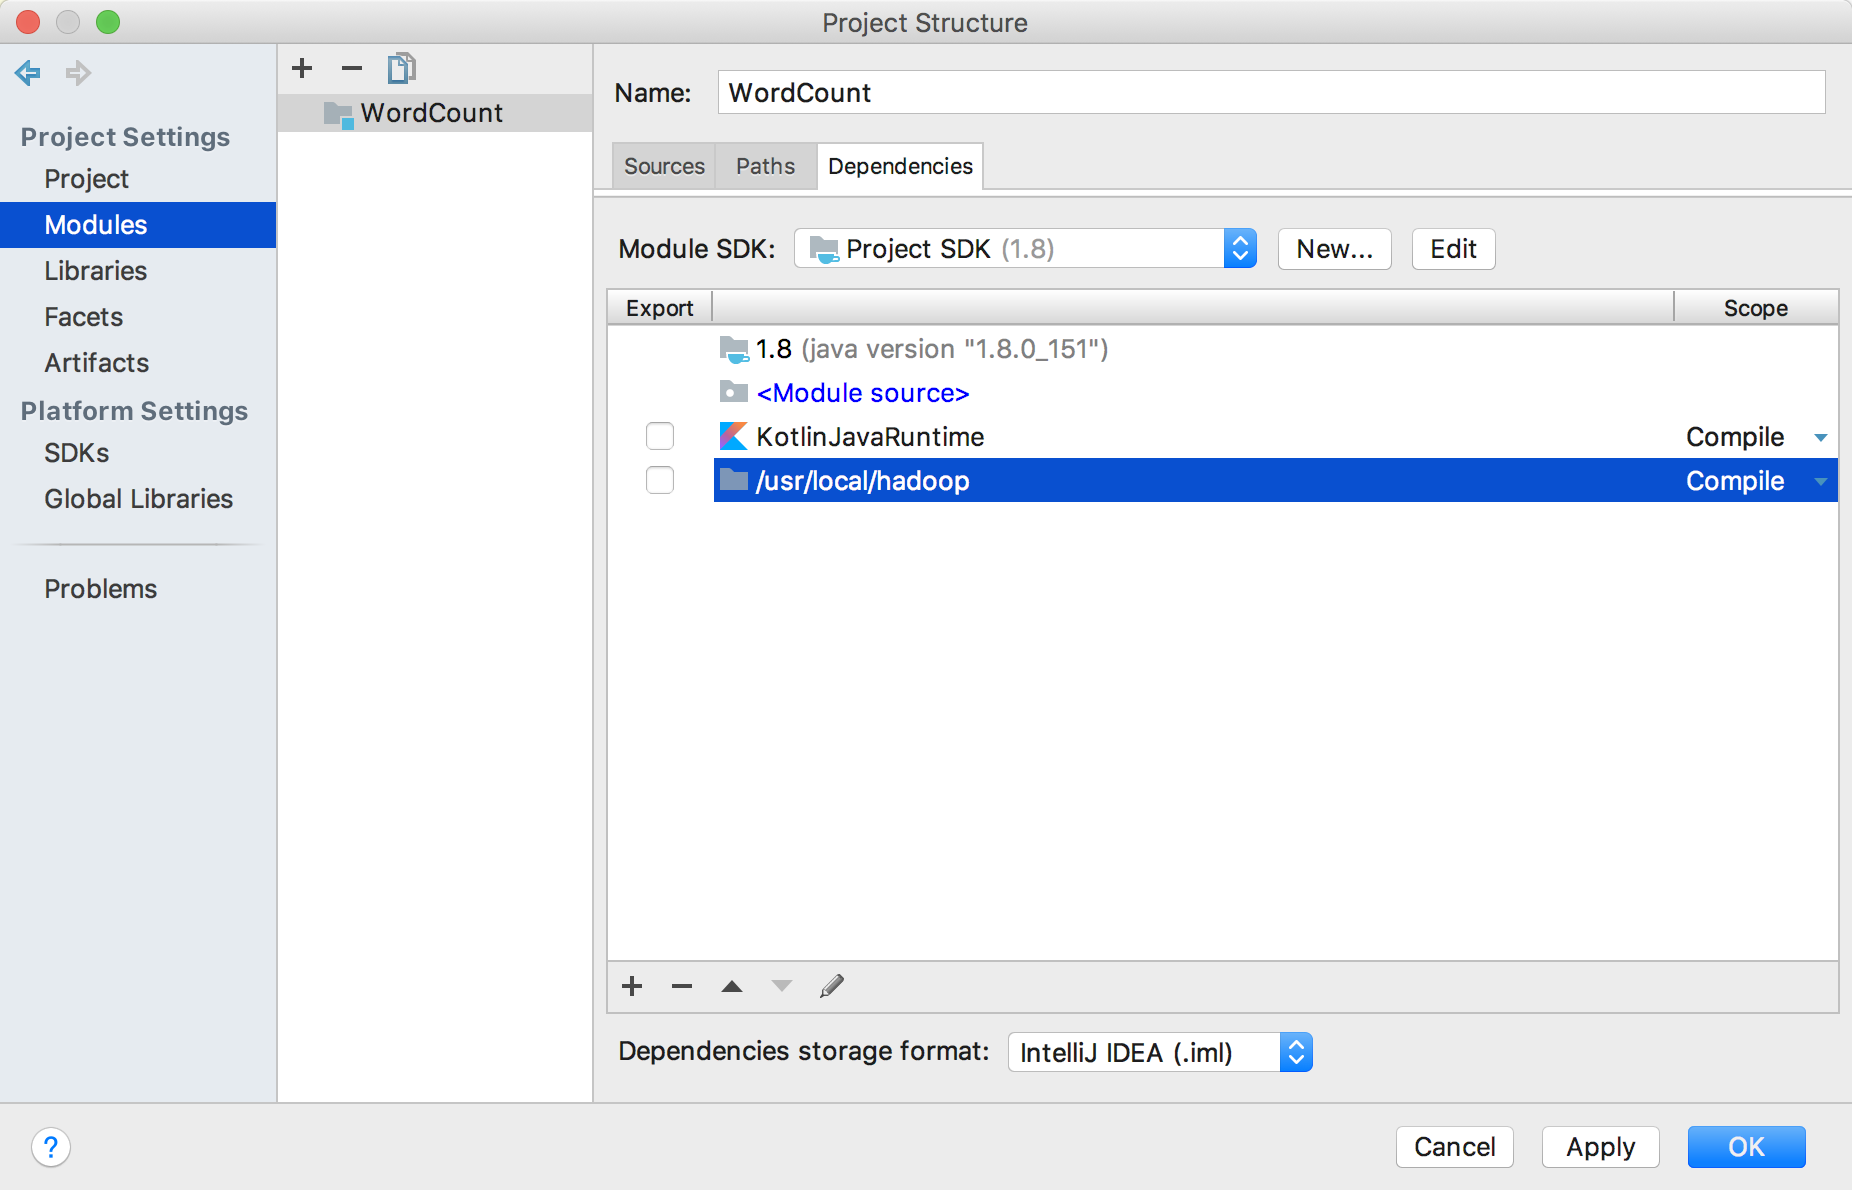 Project Structure
Project Settings
Project
Modules
Libraries
Facets
Artifacts
Platform Settings
SDKs
Global Libraries
Problems
WordCount
Name: WordCount
Sources Paths Dependencies
Module SDK: Project SDK (1.8) New... Edit
Export Scope
1.8 (java version "1.8.0_151")
<Module source>
KotlinJavaRuntime Compile
/usr/local/hadoop Compile
Dependencies storage format: IntelliJ IDEA (.iml)
? Cancel Apply OK